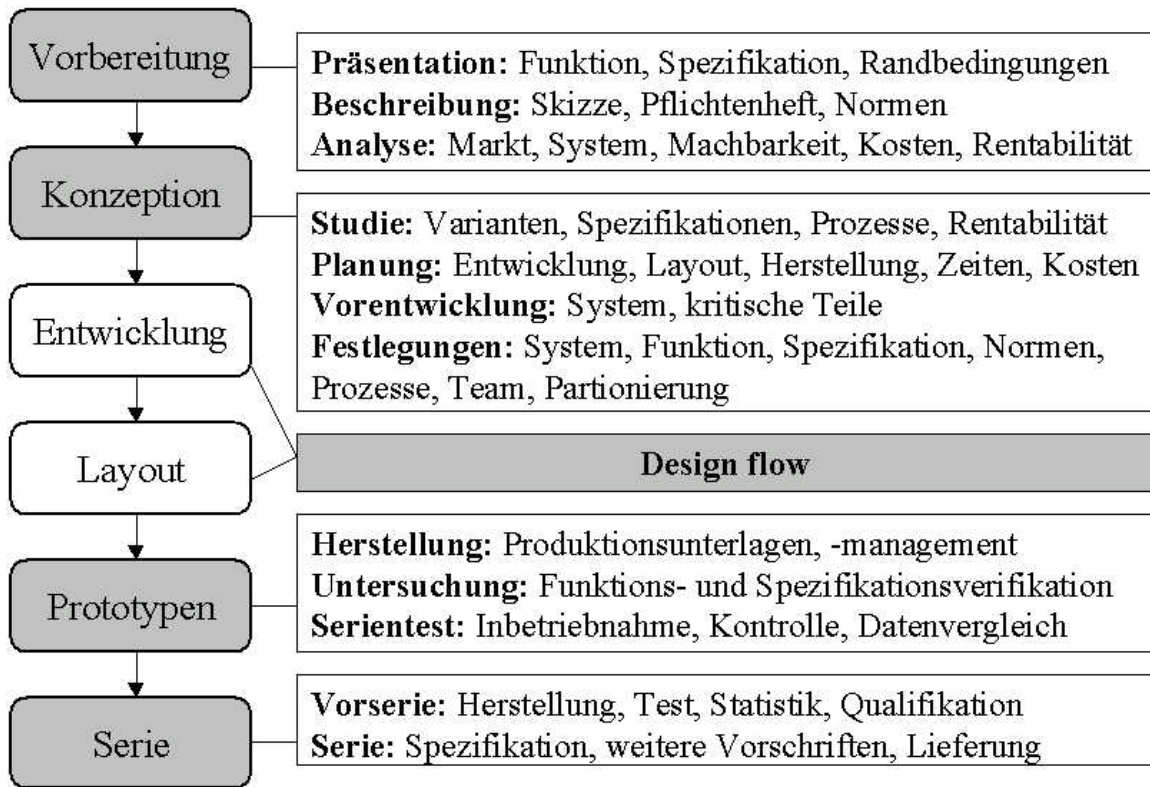 Vorbereitung
Präsentation: Funktion, Spezifikation, Randbedingungen
Beschreibung: Skizze, Pflichtenheft, Normen
Analyse: Markt, System, Machbarkeit, Kosten, Rentabilität
Konzeption
Studie: Varianten, Spezifikationen, Prozesse, Rentabilität
Planung: Entwicklung, Layout, Herstellung, Zeiten, Kosten
Vorentwicklung: System, kritische Teile
Festlegungen: System, Funktion, Spezifikation, Normen,
Prozesse, Team, Partionierung
Entwicklung
Layout
Design flow
Prototypen
Herstellung: Produktionsunterlagen, -management
Untersuchung: Funktions- und Spezifikationsverifikation
Serientest: Inbetriebnahme, Kontrolle, Datenvergleich
Serie
Vorserie: Herstellung, Test, Statistik, Qualifikation
Serie: Spezifikation, weitere Vorschriften, Lieferung